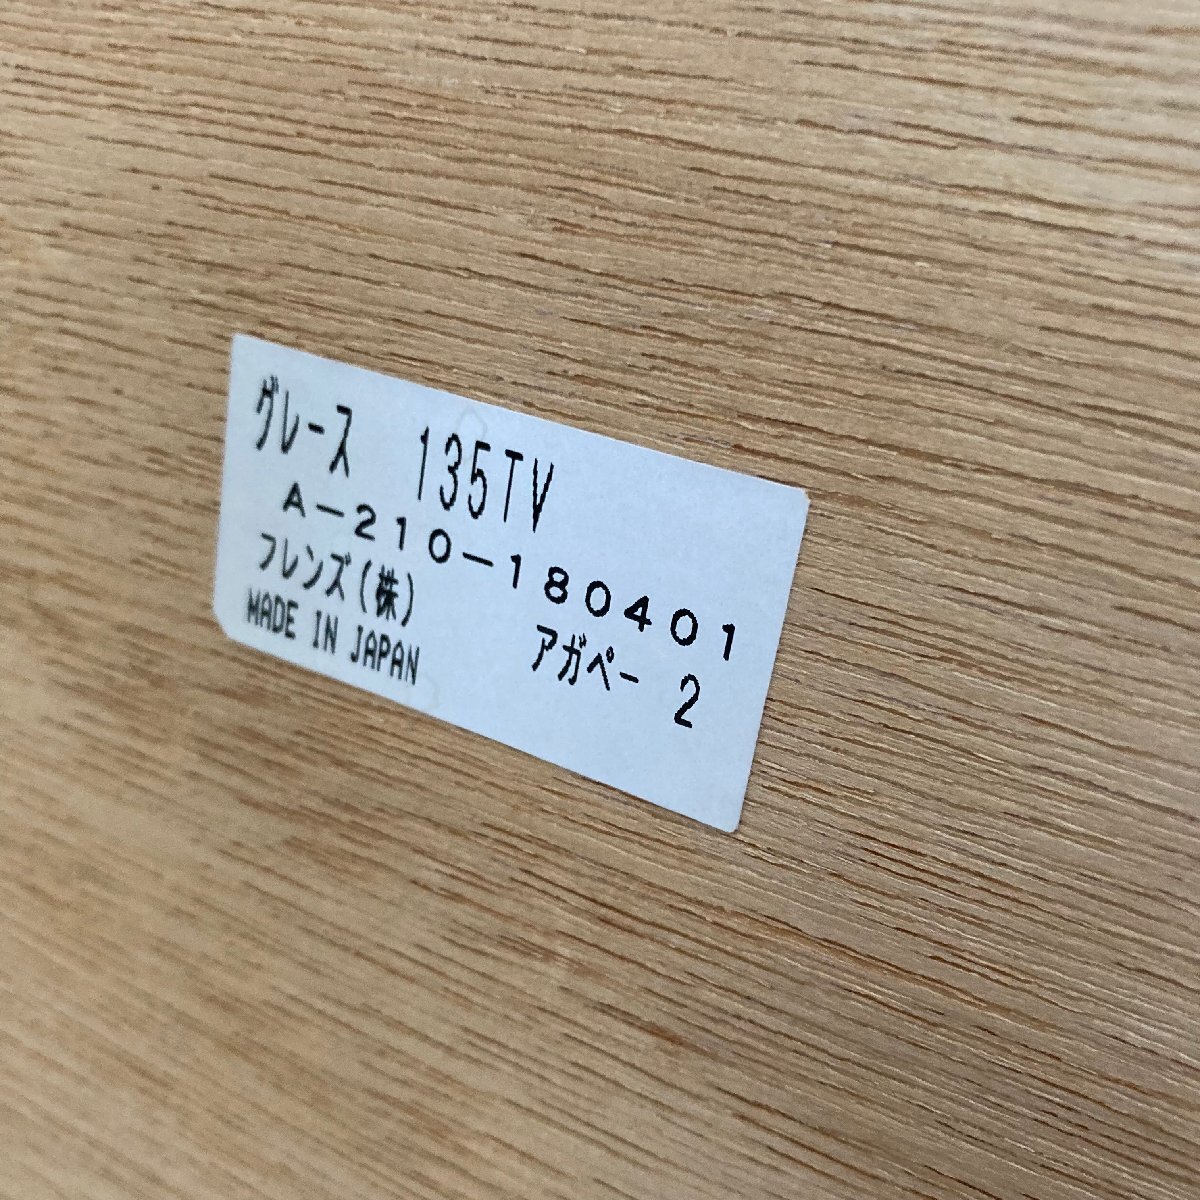 グレース 135TV
A-210-180401
フレンズ(株) アガペー 2
MADE IN JAPAN